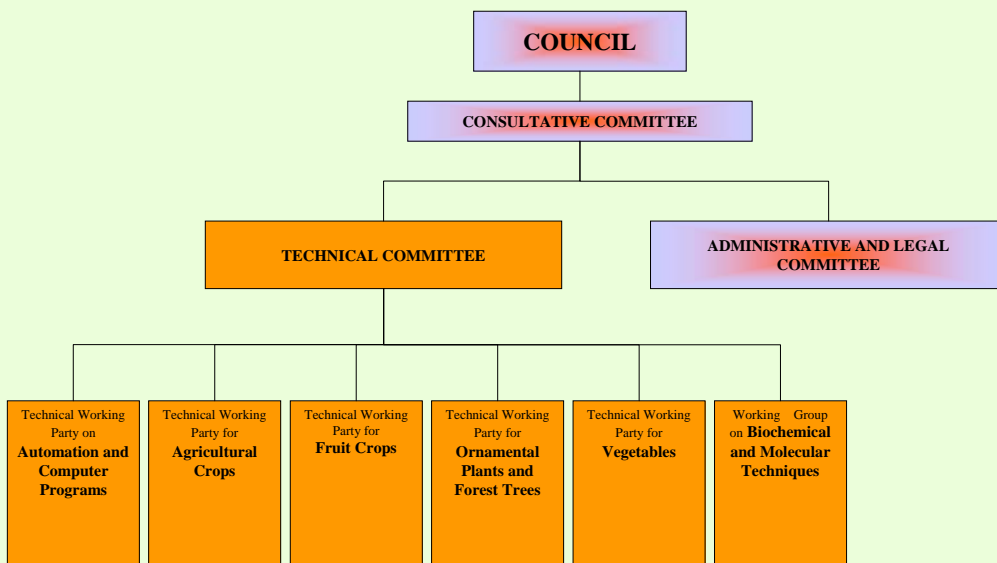 COUNCIL
CONSULTATIVE COMMITTEE
TECHNICAL COMMITTEE
ADMINISTRATIVE AND LEGAL
COMMITTEE
Technical Working
Party on
Automation and
Computer
Programs
Technical Working
Party for
Agricultural
Crops
Technical Working
Party for
Fruit Crops
Technical Working
Party for
Ornamental
Plants and
Forest Trees
Technical Working
Party for
Vegetables
Working Group
on Biochemical
and Molecular
Techniques